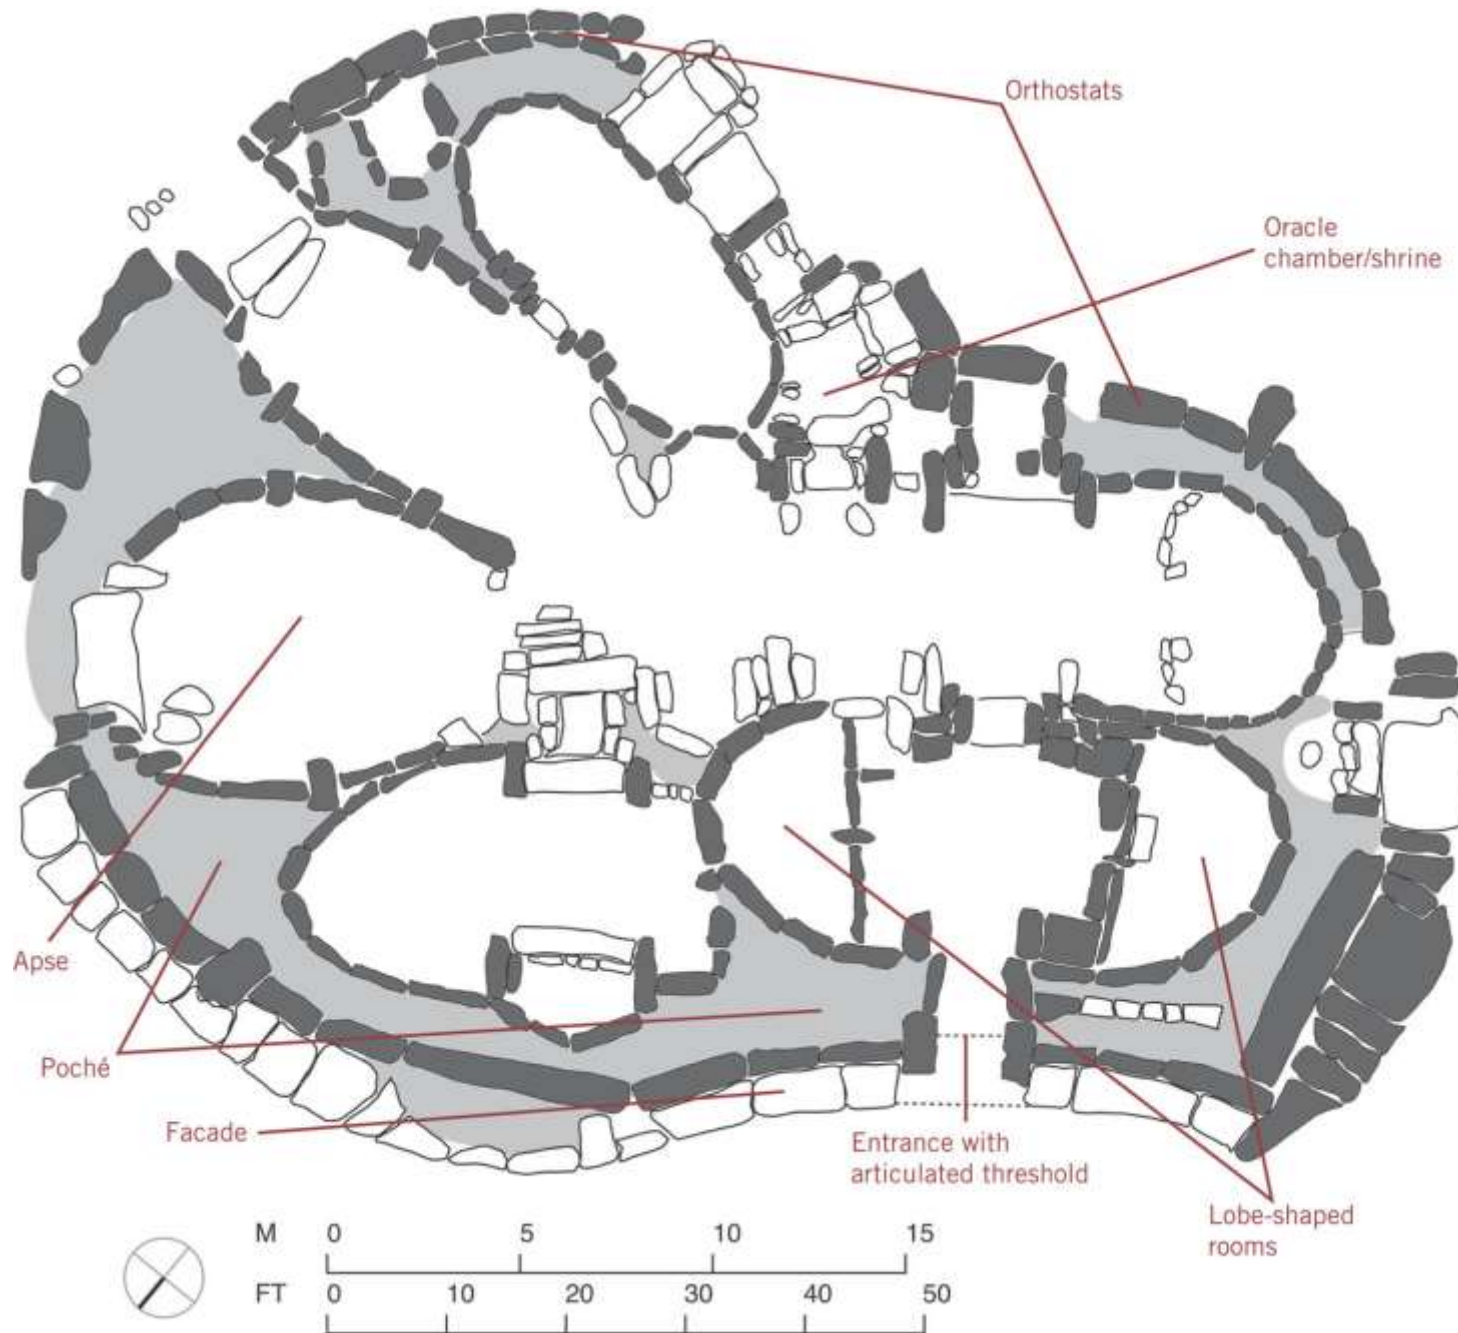 Orthostats
Oracle
chamber/shrine
Apse
Poché
Facade
Entrance with
articulated threshold
Lobe-shaped
rooms
M 0 5 10 15
FT 0 10 20 30 40 50